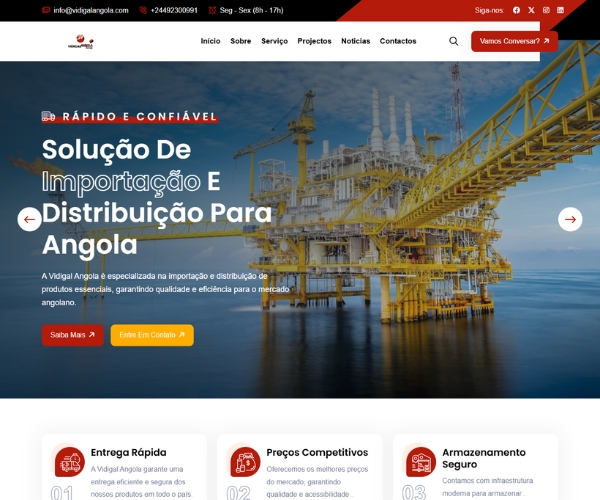 info@vidigalangola.com +24492300991 Seg - Sex (8h - 17h) Siga-nos:
Início Sobre Serviço Projectos Noticias Contactos Vamos Conversar?
RÁPIDO E CONFIÁVEL
Solução De
Importação E
Distribuição Para
Angola
A Vidigal Angola é especializada na importação e distribuição de
produtos essenciais, garantindo qualidade e eficiência para o mercado
angolano.
Saiba Mais Entre Em Contato
Entrega Rápida
A Vidigal Angola garante uma
entrega eficiente e segura dos
nossos produtos em todo o país.
01
Preços Competitivos
Oferecemos os melhores preços
do mercado, garantindo
qualidade e acessibilidade .
02
Armazenamento
Seguro
Contamos com infraestrutura
moderna para armazenar .
03